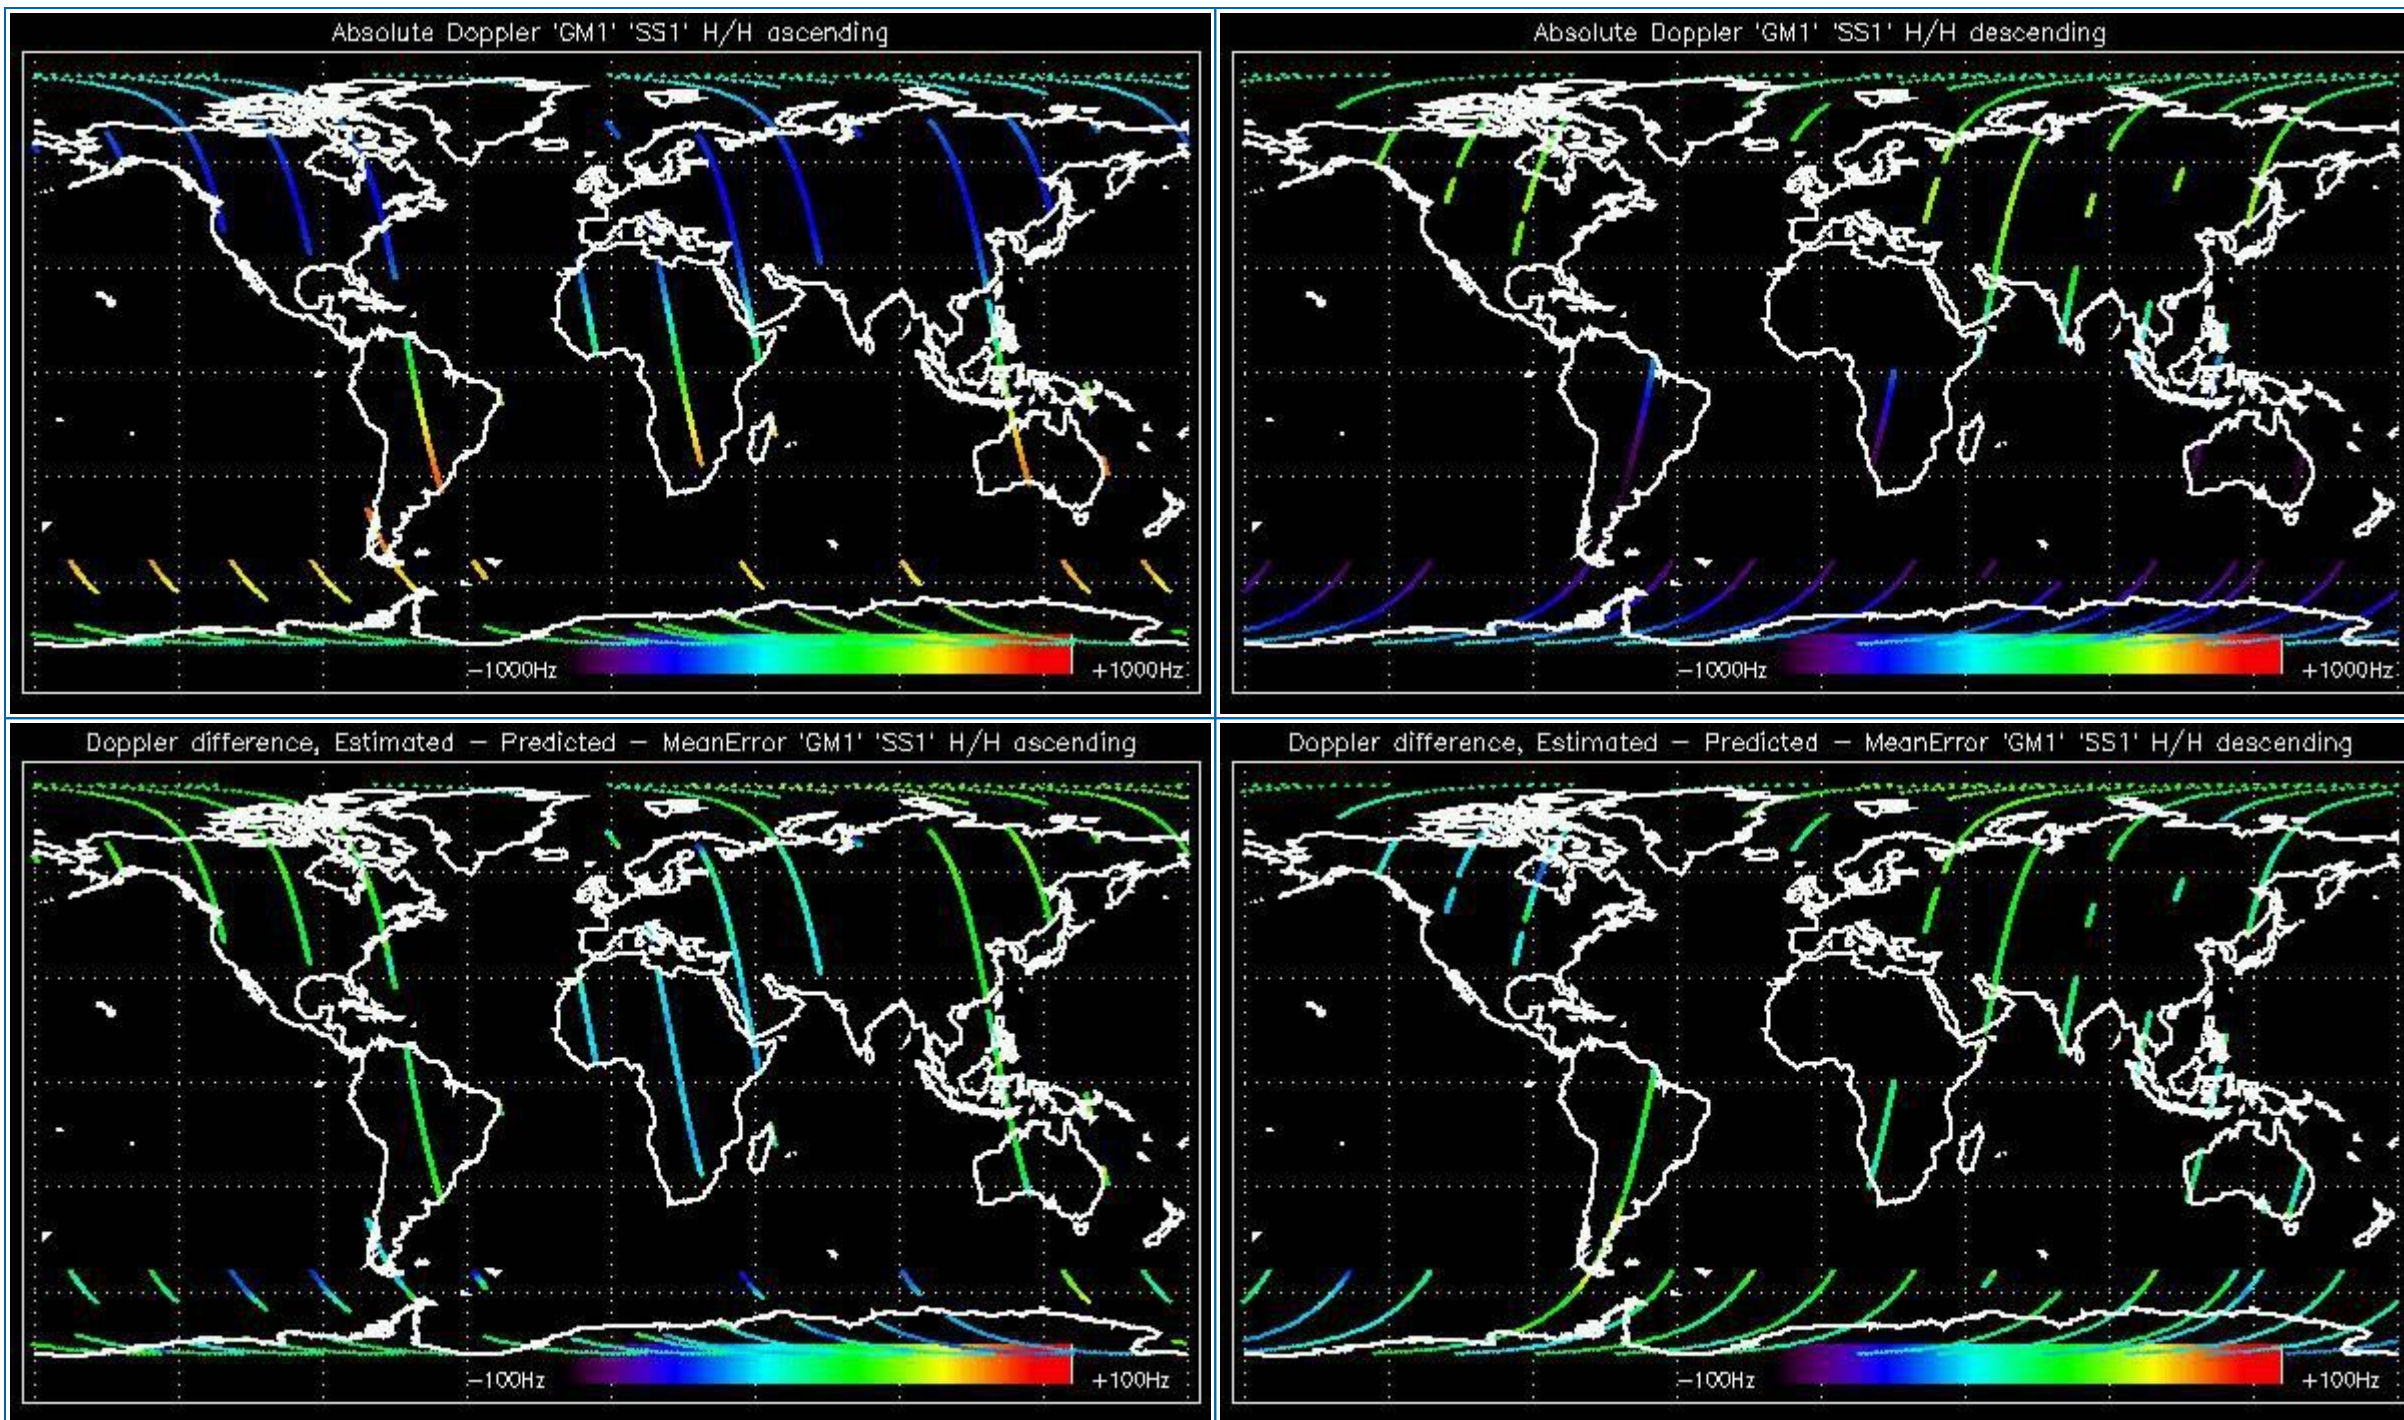 Absolute Doppler 'GM1' 'SS1' H/H ascending
-1000Hz
+1000Hz
Absolute Doppler 'GM1' 'SS1' H/H descending
-1000Hz
+1000Hz
Doppler difference, Estimated - Predicted - MeanError 'GM1' 'SS1' H/H ascending
-100Hz
+100Hz
Doppler difference, Estimated - Predicted - MeanError 'GM1' 'SS1' H/H descending
-100Hz
+100Hz